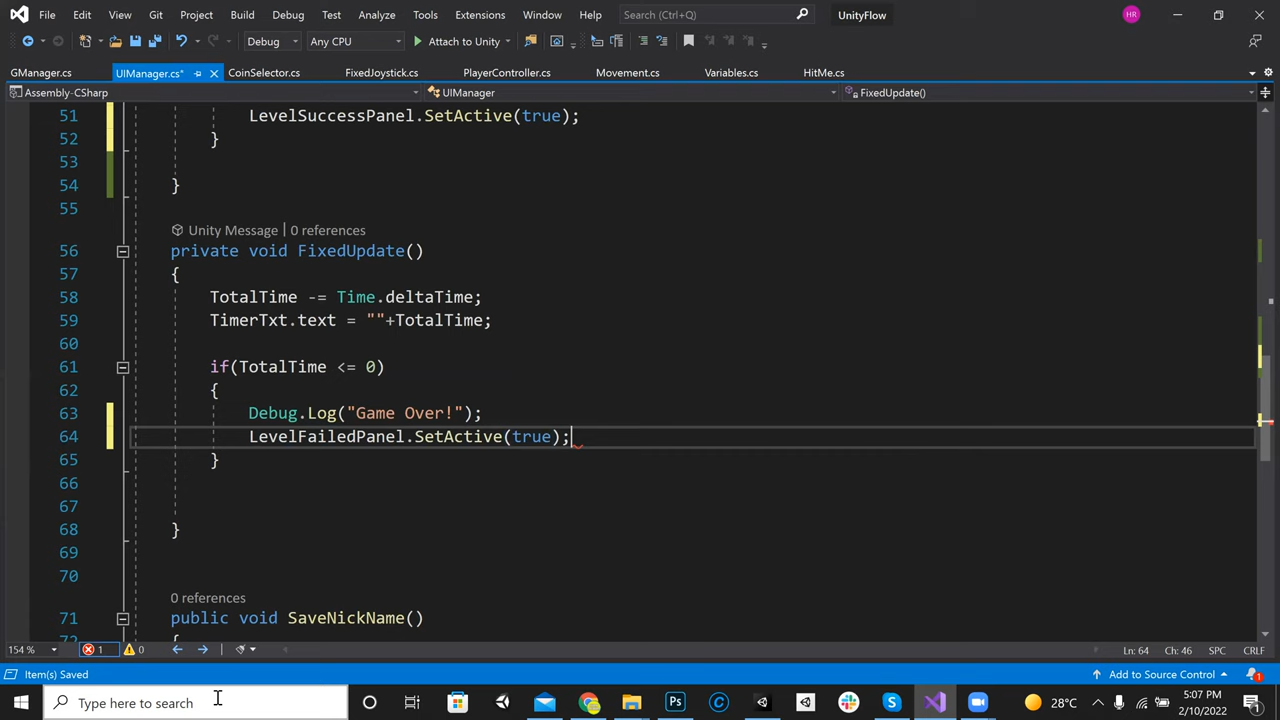 File Edit View Git Project Build Debug Test Analyze Tools Extensions Window Help Search (Ctrl+Q) UnityFlow HR
Debug Any CPU Attach to Unity
GManager.cs UIManager.cs* CoinSelector.cs FixedJoystick.cs PlayerController.cs Movement.cs Variables.cs HitMe.cs
Assembly-CSharp UIManager FixedUpdate()
51 LevelSuccessPanel.SetActive(true);
52 }
53
54 }
55
Unity Message | 0 references
56 private void FixedUpdate()
57 {
58 TotalTime -= Time.deltaTime;
59 TimerTxt.text = ""+TotalTime;
60
61 if(TotalTime <= 0)
62 {
63 Debug.Log("Game Over!");
64 LevelFailedPanel.SetActive(true);
65 }
66
67
68 }
69
70
0 references
71 public void SaveNickName()
72 {
154 % 1 0 Ln: 64 Ch: 46 SPC CRLF
Item(s) Saved Add to Source Control 1
Type here to search 28°C 5:07 PM
2/10/2022